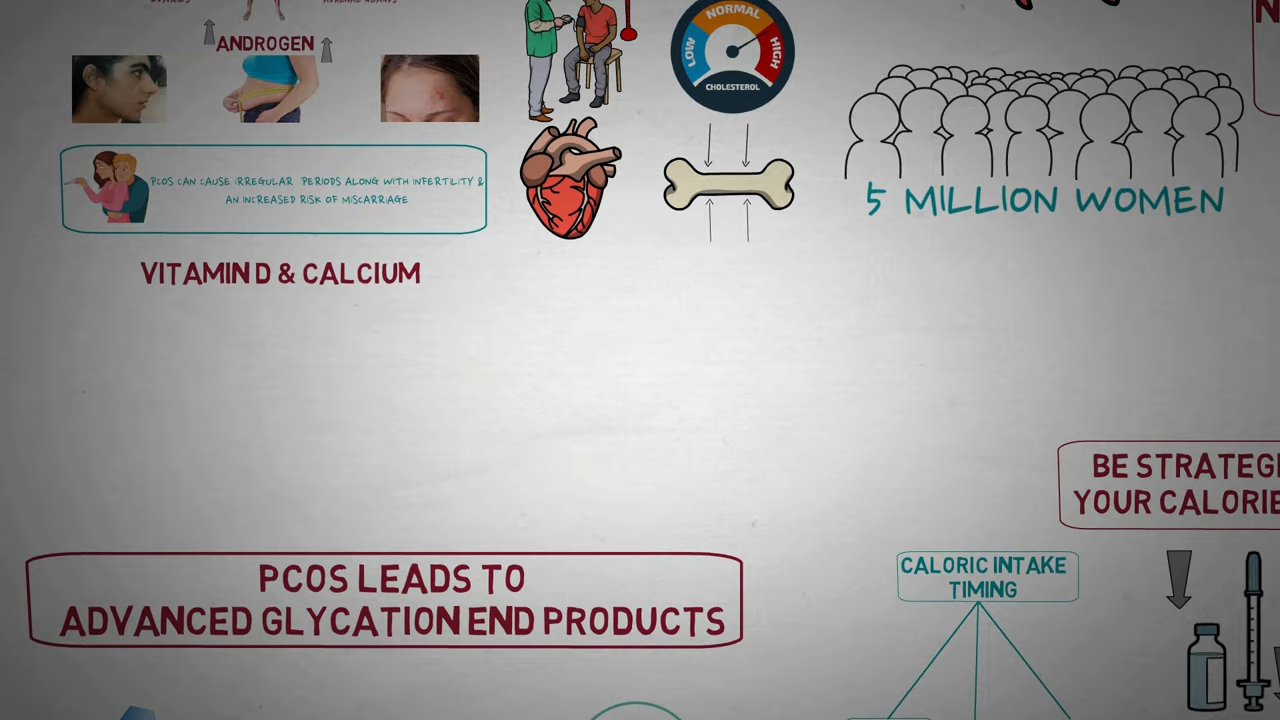 ANDROGEN
LOW
NORMAL
HIGH
CHOLESTEROL
PCOS CAN CAUSE IRREGULAR PERIODS ALONG WITH INFERTILITY &
AN INCREASED RISK OF MISCARRIAGE
5 MILLION WOMEN
VITAMIN D & CALCIUM
BE STRATEGI
YOUR CALORIE
PCOS LEADS TO
ADVANCED GLYCATION END PRODUCTS
CALORIC INTAKE
TIMING